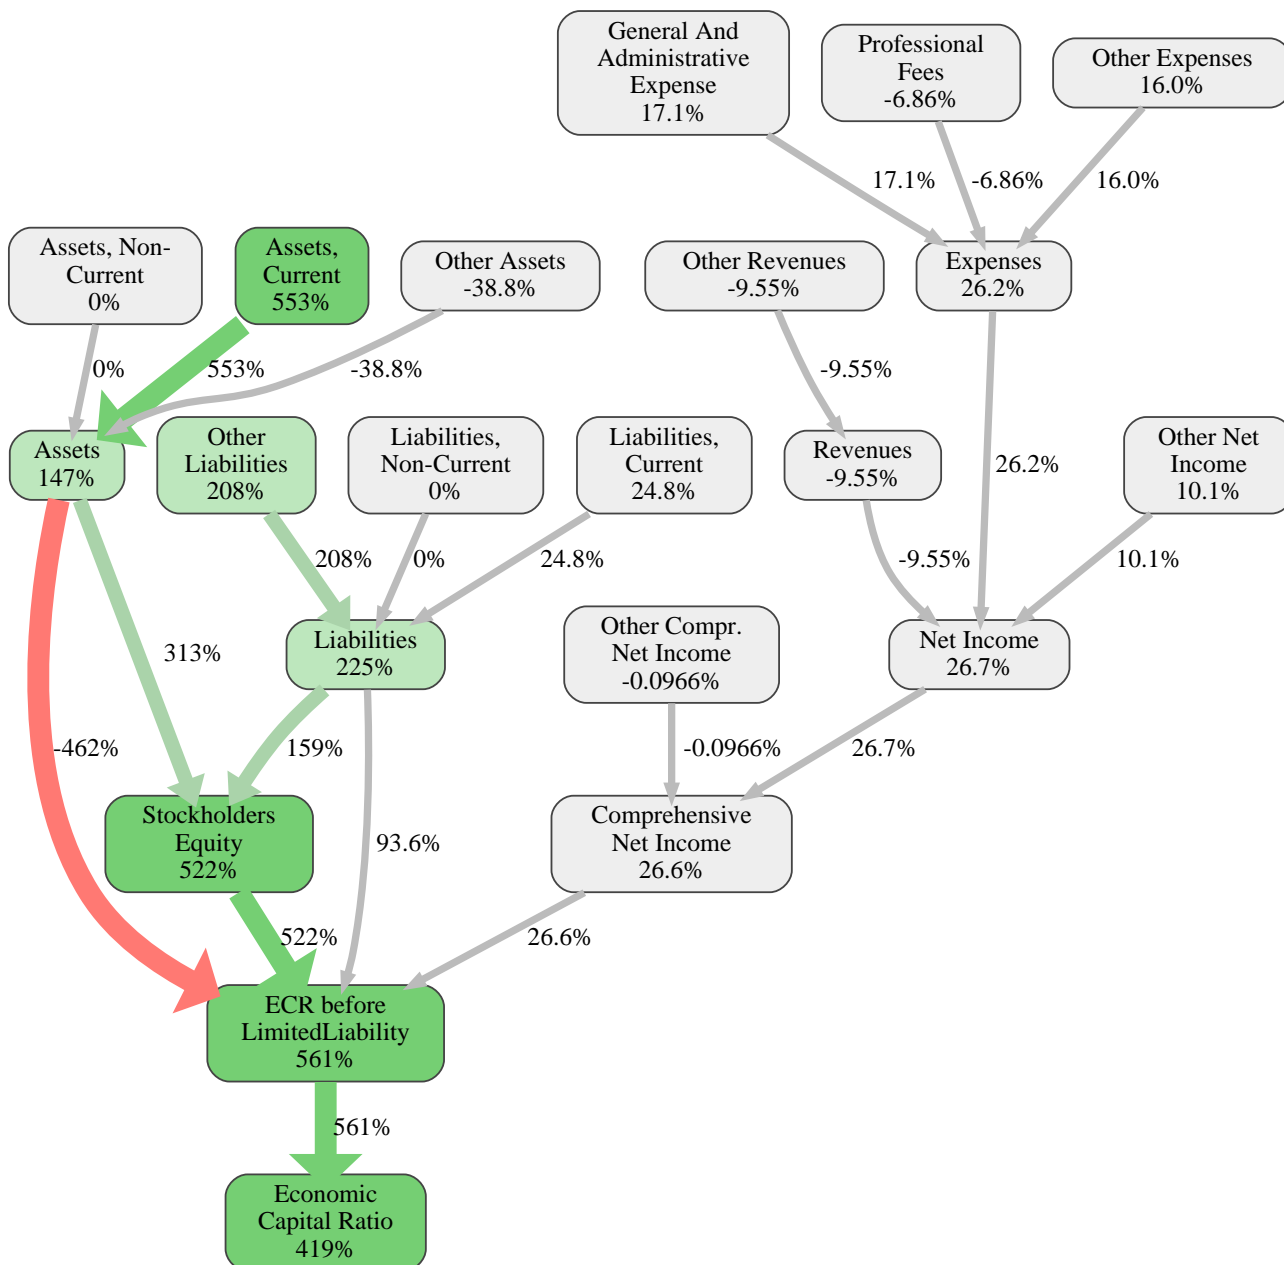 General And
Administrative
Expense
17.1%
Professional
Fees
-6.86%
Other Expenses
16.0%
17.1%
-6.86%
16.0%
Assets, Non-
Current
0%
Assets,
Current
553%
Other Assets
-38.8%
Other Revenues
-9.55%
Expenses
26.2%
0%
553%
-38.8%
-9.55%
Assets
147%
Other
Liabilities
208%
Liabilities,
Non-Current
0%
Liabilities,
Current
24.8%
Revenues
-9.55%
26.2%
Other Net
Income
10.1%
208%
0%
24.8%
-9.55%
10.1%
313%
Liabilities
225%
Other Compr.
Net Income
-0.0966%
Net Income
26.7%
-462%
159%
-0.0966%
26.7%
Stockholders
Equity
522%
93.6%
Comprehensive
Net Income
26.6%
522%
26.6%
ECR before
LimitedLiability
561%
561%
Economic
Capital Ratio
419%